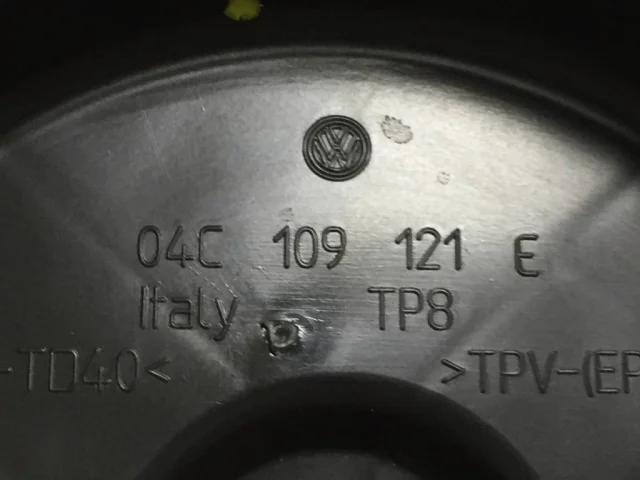 04C 109 121 E
Italy TP8
-TD40< >TPV-(EP